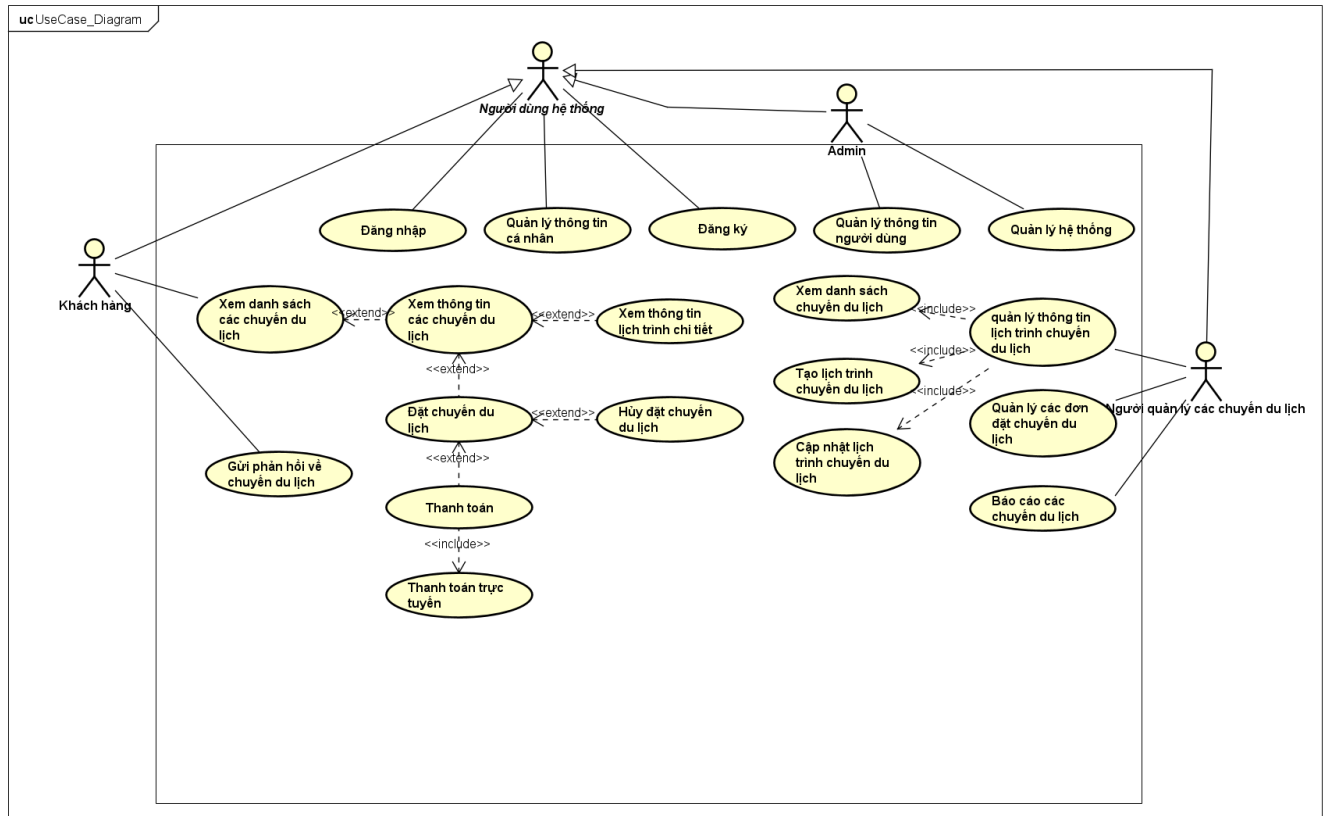 uc UseCase_Diagram
Người dùng hệ thống
Admin
Đăng nhập
Quản lý thông tin
cá nhân
Đăng ký
Quản lý thông tin
người dùng
Quản lý hệ thống
Khách hàng
Xem danh sách
các chuyến du
lịch
<<extend>>
Xem thông tin
các chuyến du
lịch
<<extend>>
Xem thông tin
lịch trình chi tiết
Xem danh sách
chuyến du lịch
<<include>>
quản lý thông tin
lịch trình chuyến
du lịch
<<include>>
Tạo lịch trình
chuyến du lịch
<<include>>
<<extend>>
Đặt chuyến du
lịch
<<extend>>
Hủy đặt chuyến
du lịch
Quản lý các đơn
đặt chuyến du
lịch
Người quản lý các chuyến du lịch
<<extend>>
Cập nhật lịch
trình chuyến du
lịch
Gửi phản hồi về
chuyến du lịch
Thanh toán
Báo cáo các
chuyến du lịch
<<include>>
Thanh toán trực
tuyến